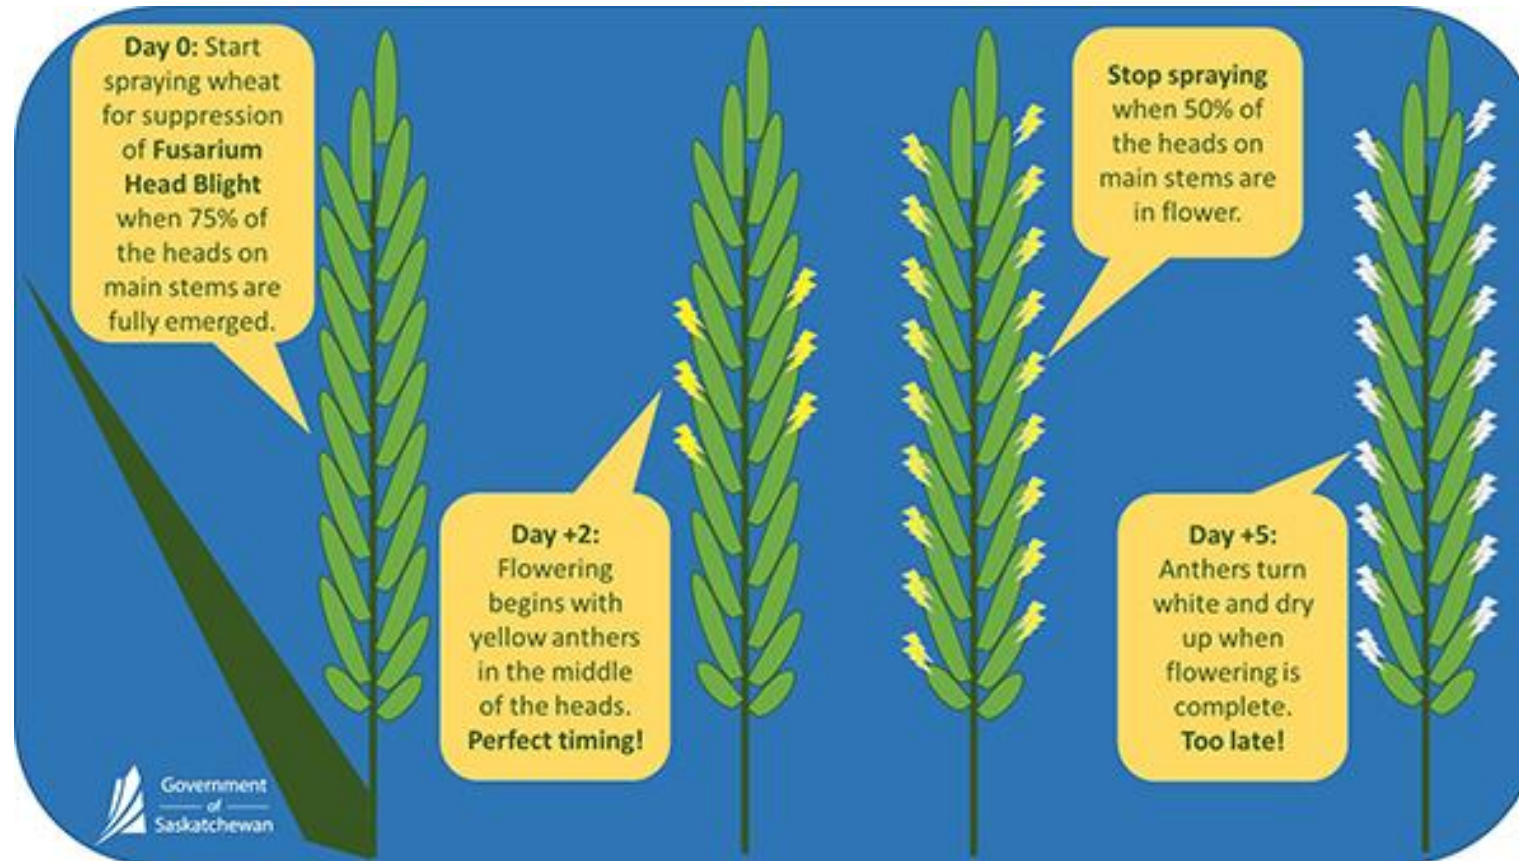 Day 0: Start
spraying wheat
for suppression
of Fusarium
Head Blight
when 75% of
the heads on
main stems are
fully emerged.
Day +2:
Flowering
begins with
yellow anthers
in the middle
of the heads.
Perfect timing!
Stop spraying
when 50% of
the heads on
main stems are
in flower.
Day +5:
Anthers turn
white and dry
up when
flowering is
complete.
Too late!
Government
of
Saskatchewan